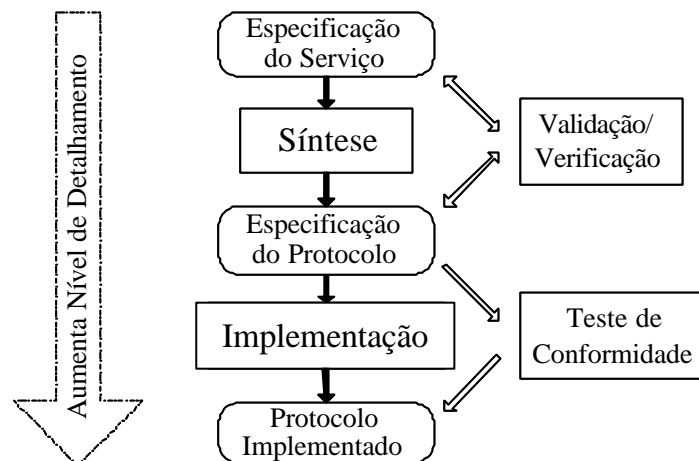 Aumenta Nível de Detalhamento
Especificação
do Serviço
Síntese
Validação/
Verificação
Especificação
do Protocolo
Implementação
Teste de
Conformidade
Protocolo
Implementado